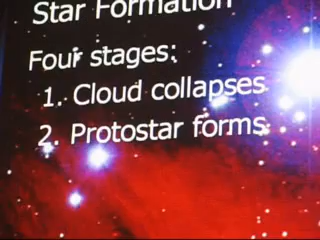 Star Formation
Four stages:
1. Cloud collapses
2. Protostar forms